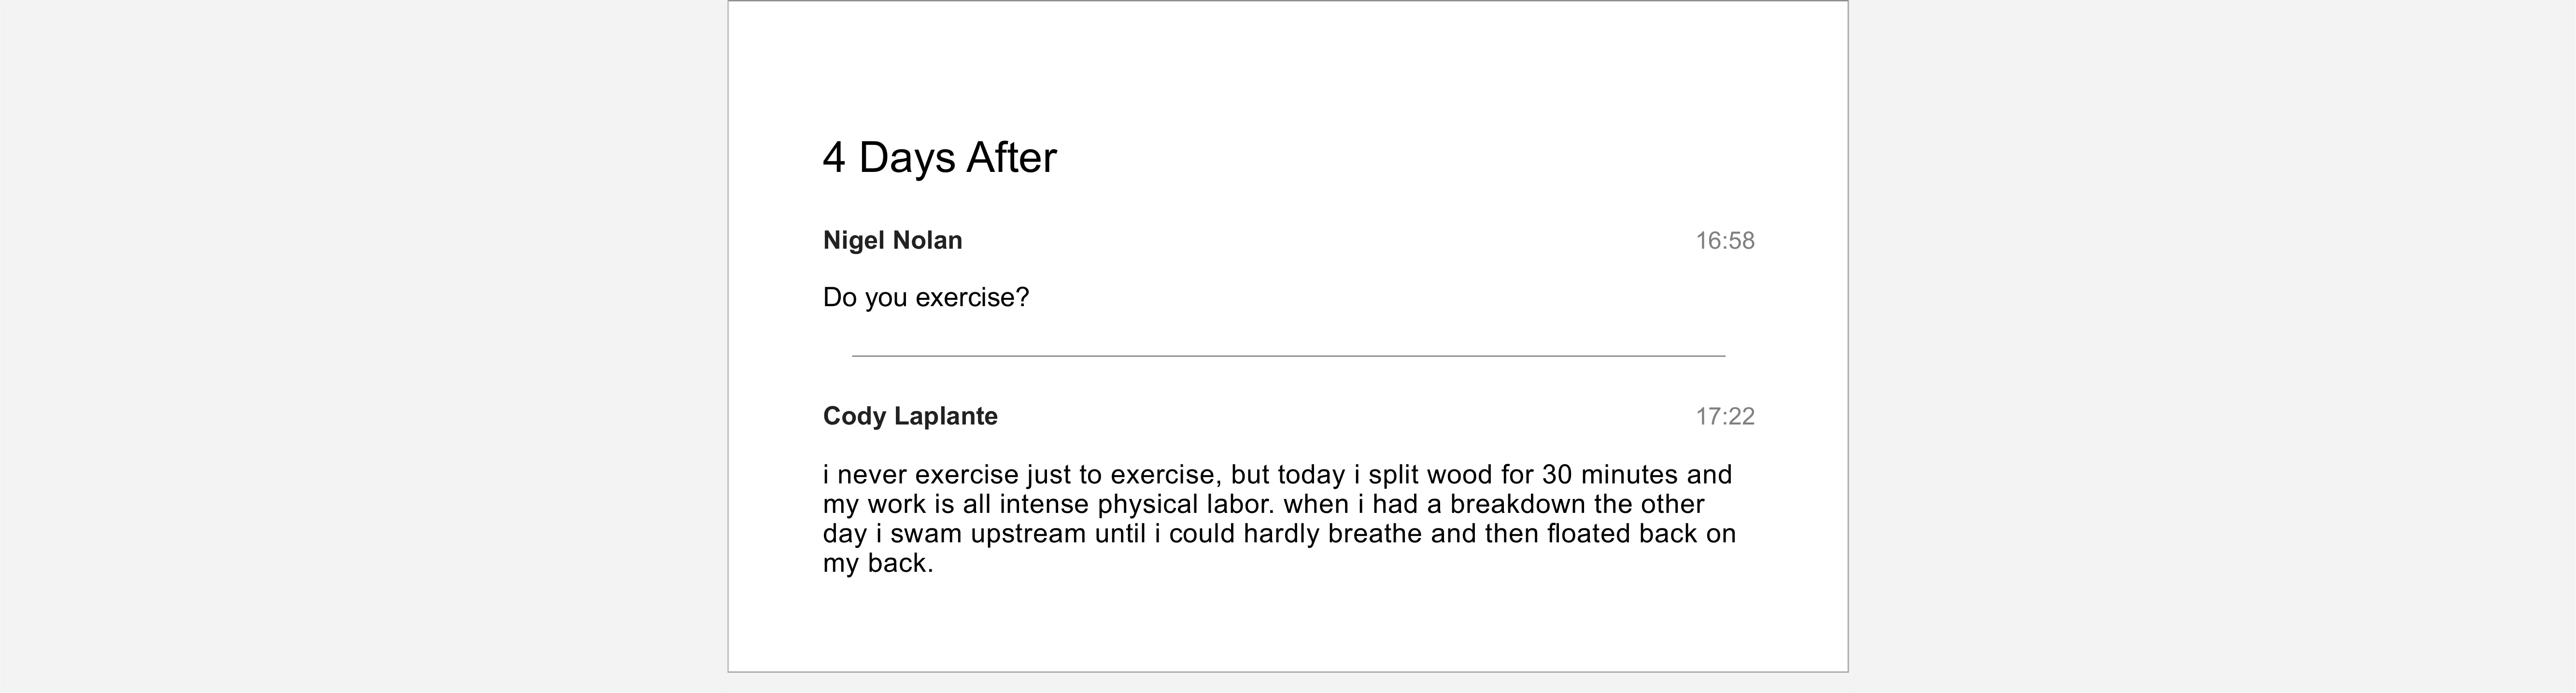 4 Days After
Nigel Nolan 16:58
Do you exercise?
Cody Laplante 17:22
i never exercise just to exercise, but today i split wood for 30 minutes and
my work is all intense physical labor. when i had a breakdown the other
day i swam upstream until i could hardly breathe and then floated back on
my back.